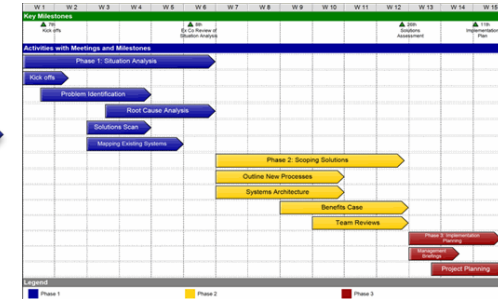 W 1 W 2 W 3 W 4 W 5 W 6 W 7 W 8 W 9 W 10 W 11 W 12 W 13 W 14 W 15
Key Milestones
7th
Kick offs
8th
Ex Co Review of
Situation Analysis
26th
Solutions
Assessment
11th
Implementation
Plan
Activities with Meetings and Milestones
Phase 1: Situation Analysis
Kick offs
Problem Identification
Root Cause Analysis
Solutions Scan
Mapping Existing Systems
Phase 2: Scoping Solutions
Outline New Processes
Systems Architecture
Benefits Case
Team Reviews
Phase 3: Implementation
Planning
Management
Briefings
Project Planning
Legend
Phase 1 Phase 2 Phase 3